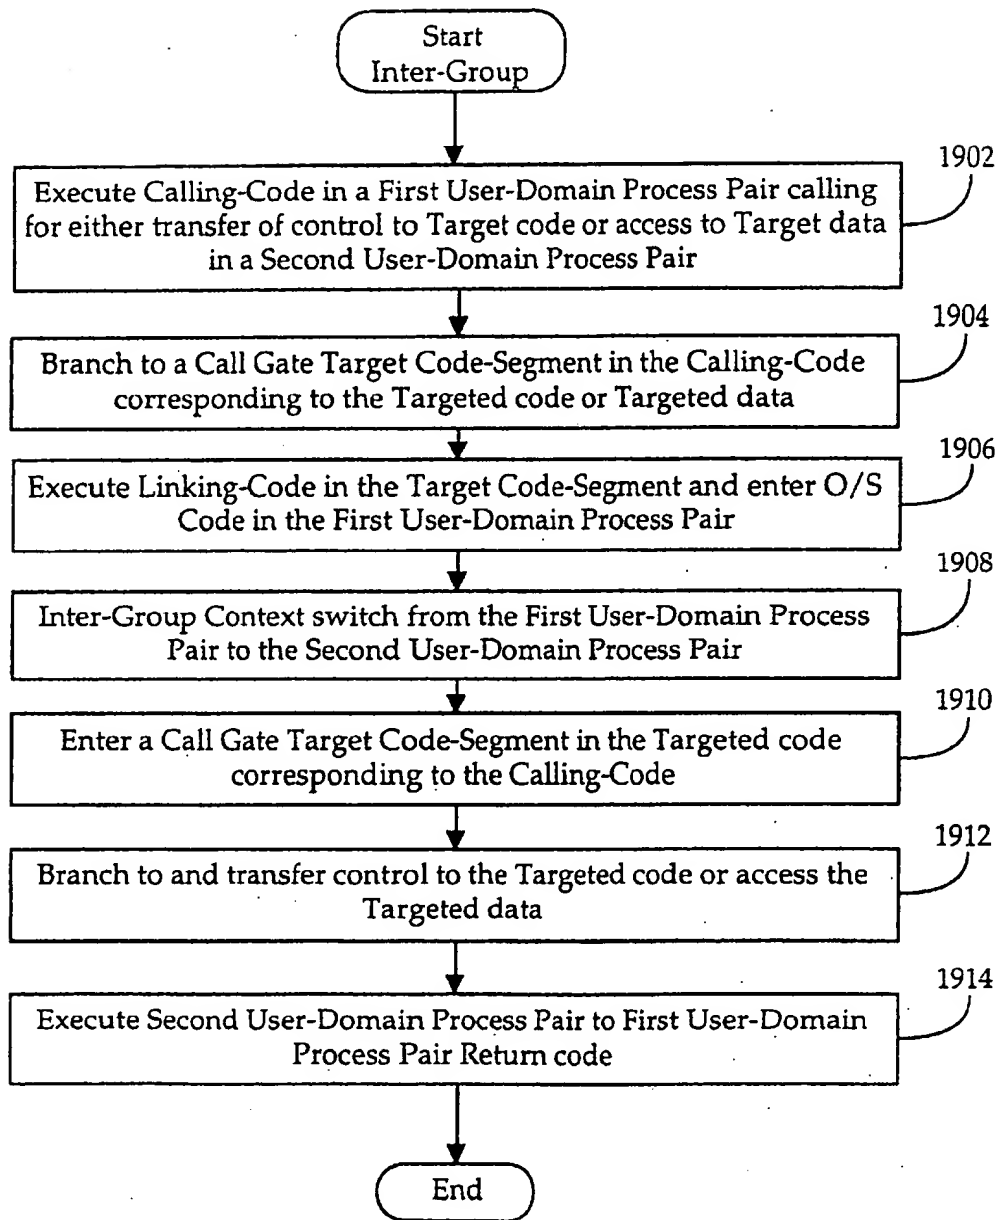 Start
Inter-Group
1902
Execute Calling-Code in a First User-Domain Process Pair calling
for either transfer of control to Target code or access to Target data
in a Second User-Domain Process Pair
1904
Branch to a Call Gate Target Code-Segment in the Calling-Code
corresponding to the Targeted code or Targeted data
1906
Execute Linking-Code in the Target Code-Segment and enter O/S
Code in the First User-Domain Process Pair
1908
Inter-Group Context switch from the First User-Domain Process
Pair to the Second User-Domain Process Pair
1910
Enter a Call Gate Target Code-Segment in the Targeted code
corresponding to the Calling-Code
1912
Branch to and transfer control to the Targeted code or access the
Targeted data
1914
Execute Second User-Domain Process Pair to First User-Domain
Process Pair Return code
End